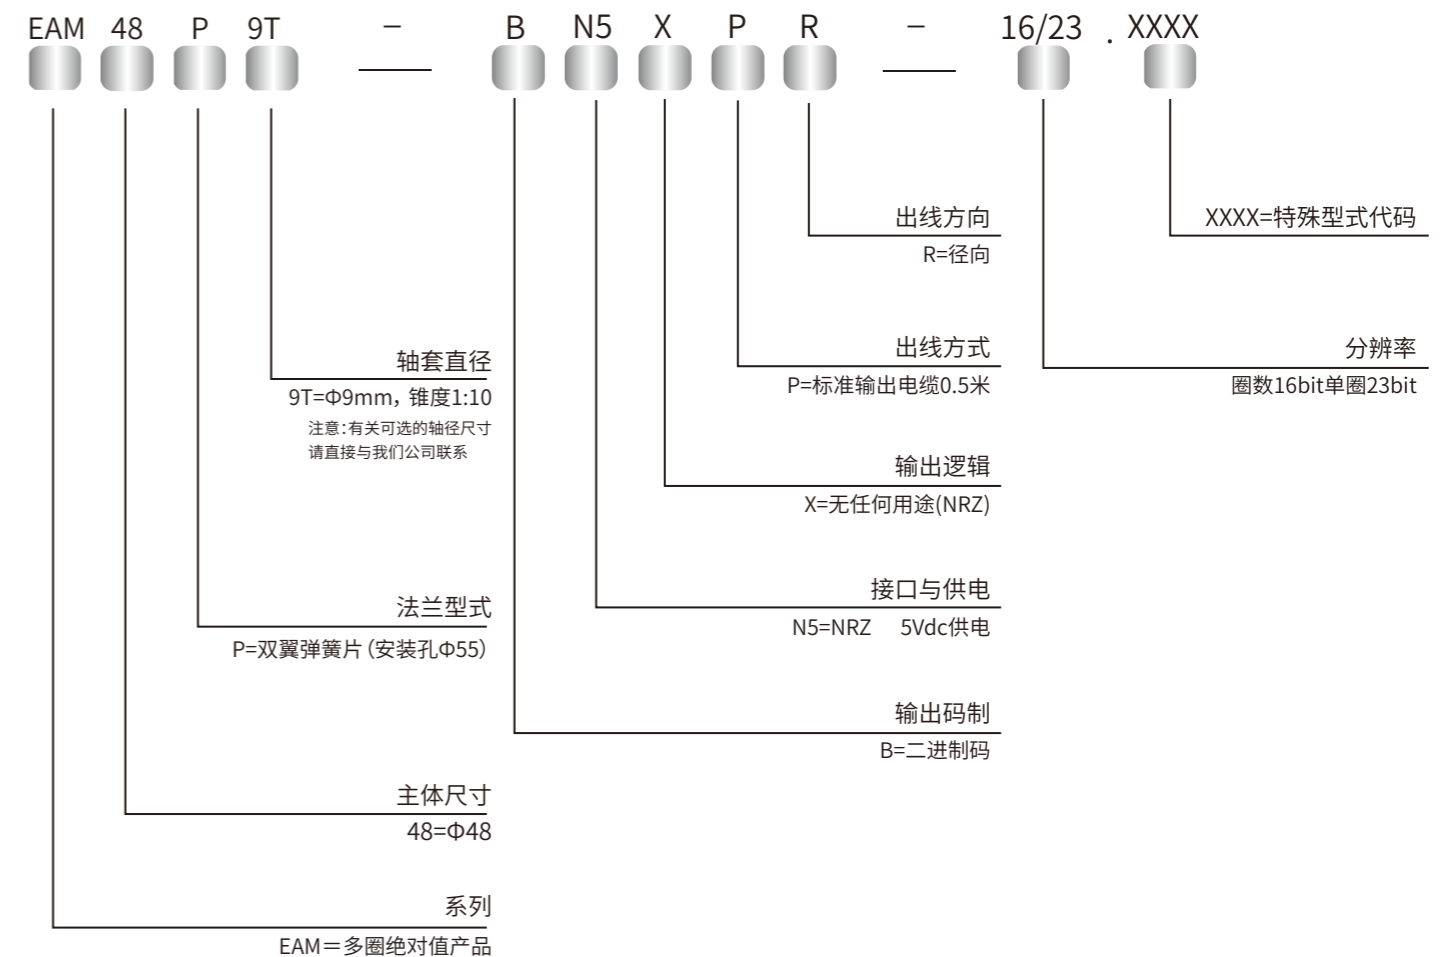 EAM 48 P 9T – B N5 X P R – 16/23 . XXXX
出线方向
R=径向
XXXX=特殊型式代码
轴套直径
9T=Φ9mm，锥度1:10
注意：有关可选的轴径尺寸
请直接与我们公司联系
出线方式
P=标准输出电缆0.5米
分辨率
圈数16bit单圈23bit
输出逻辑
X=无任何用途(NRZ)
法兰型式
P=双翼弹簧片（安装孔Φ55）
接口与供电
N5=NRZ 5Vdc供电
输出码制
B=二进制码
主体尺寸
48=Φ48
系列
EAM＝多圈绝对值产品